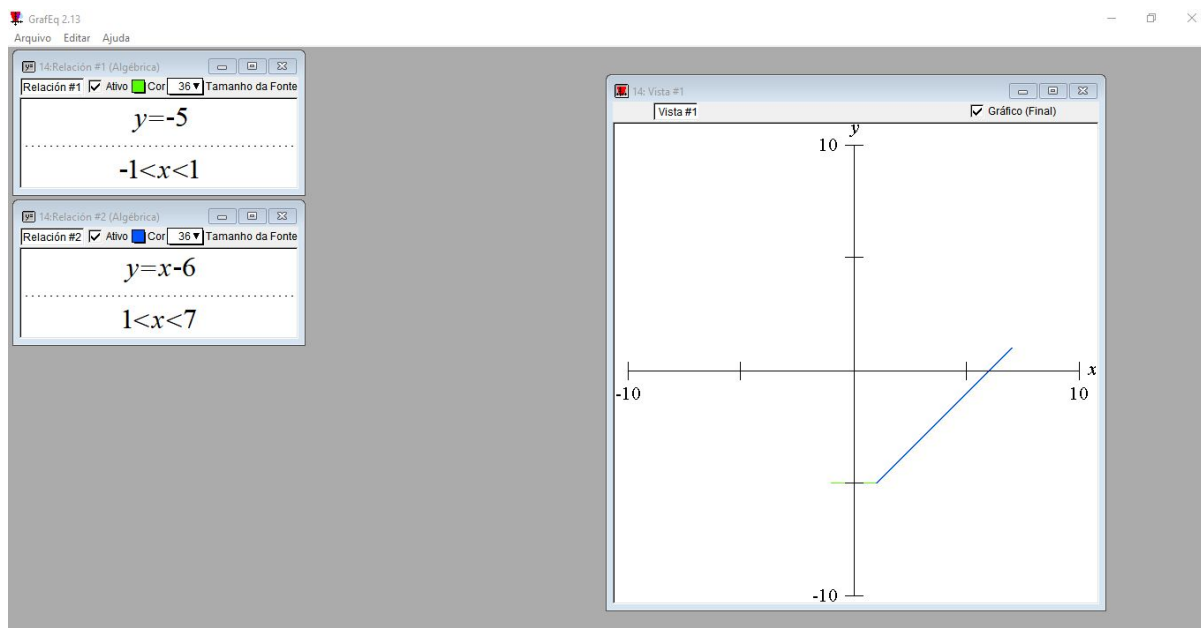 GrafEq 2.13
Arquivo Editar Ajuda
14:Relación #1 (Algébrica)
Relación #1 Ativo Cor 36 Tamanho da Fonte
y=-5
-1<x<1
14:Relación #2 (Algébrica)
Relación #2 Ativo Cor 36 Tamanho da Fonte
y=x-6
1<x<7
14: Vista #1
Vista #1 Gráfico (Final)
y
10
x
-10 10
-10